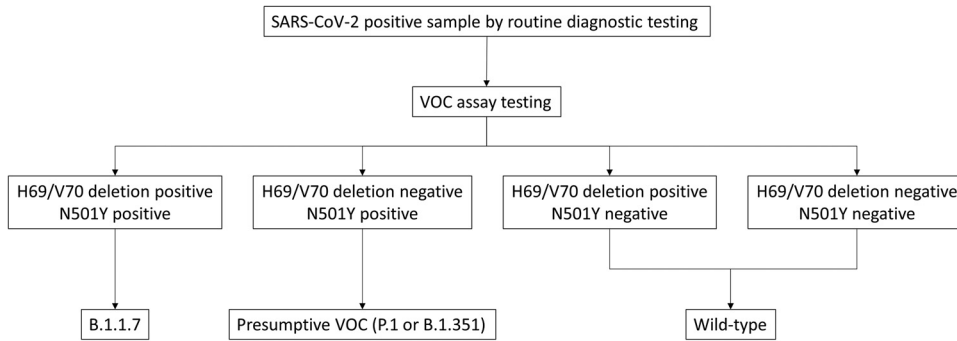 SARS-CoV-2 positive sample by routine diagnostic testing
VOC assay testing
H69/V70 deletion positive
N501Y positive
H69/V70 deletion negative
N501Y positive
H69/V70 deletion positive
N501Y negative
H69/V70 deletion negative
N501Y negative
B.1.1.7
Presumptive VOC (P.1 or B.1.351)
Wild-type